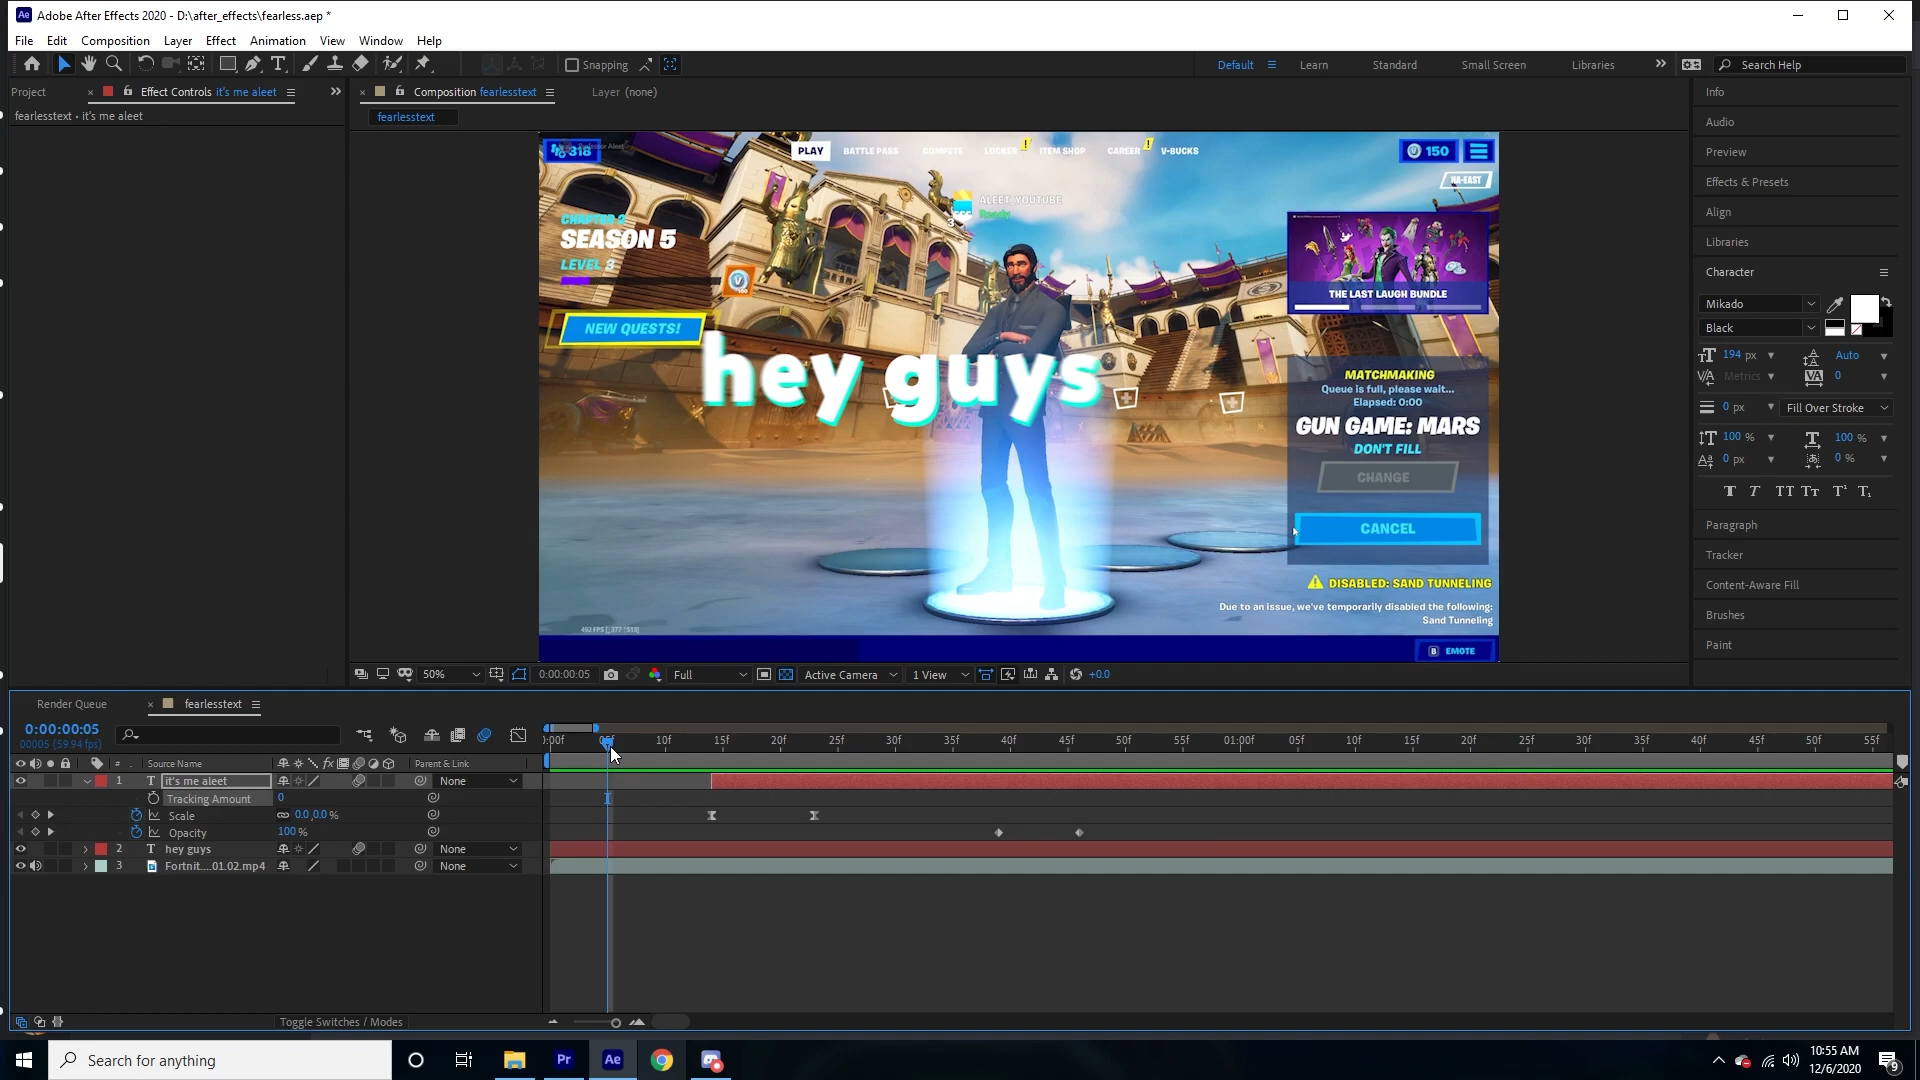 Adobe After Effects 2020 - D:\after_effects\fearless.aep *
File Edit Composition Layer Effect Animation View Window Help
Snapping
Default Learn Standard Small Screen Libraries Search Help
Project Effect Controls it's me aleet
fearlesstext • it's me aleet
Composition fearlesstext
Layer (none)
fearlesstext
318
PLAY BATTLE PASS COMPETE LOCKER ITEM SHOP CAREER V-BUCKS
150
NA-EAST
ALEET YOUTUBE
Ready
CHAPTER 2
SEASON 5
LEVEL 3
NEW QUESTS!
THE LAST LAUGH BUNDLE
hey guys
MATCHMAKING
Queue is full, please wait...
Elapsed: 0:00
GUN GAME: MARS
DON'T FILL
CHANGE
CANCEL
DISABLED: SAND TUNNELING
Due to an issue, we've temporarily disabled the following:
Sand Tunneling
EMOTE
50% 0:00:00:05 Full Active Camera 1 View +0.0
Info
Audio
Preview
Effects & Presets
Align
Libraries
Character
Mikado
Black
194 px Auto
Metrics 0
0 px Fill Over Stroke
100 % 100 %
0 px 0 %
Paragraph
Tracker
Content-Aware Fill
Brushes
Paint
Render Queue fearlesstext
0:00:00:05
00005 (59.94 fps)
:00f 05f 10f 15f 20f 25f 30f 35f 40f 45f 50f 55f 01:00f 05f 10f 15f 20f 25f 30f 35f 40f 45f 50f 55f
# Source Name Parent & Link
1 T it's me aleet None
Tracking Amount 0
Scale 0.0,0.0 %
Opacity 100 %
2 T hey guys None
3 Fortnit....01.02.mp4 None
Toggle Switches / Modes
Search for anything
Pr
Ae
10:55 AM
12/6/2020
9